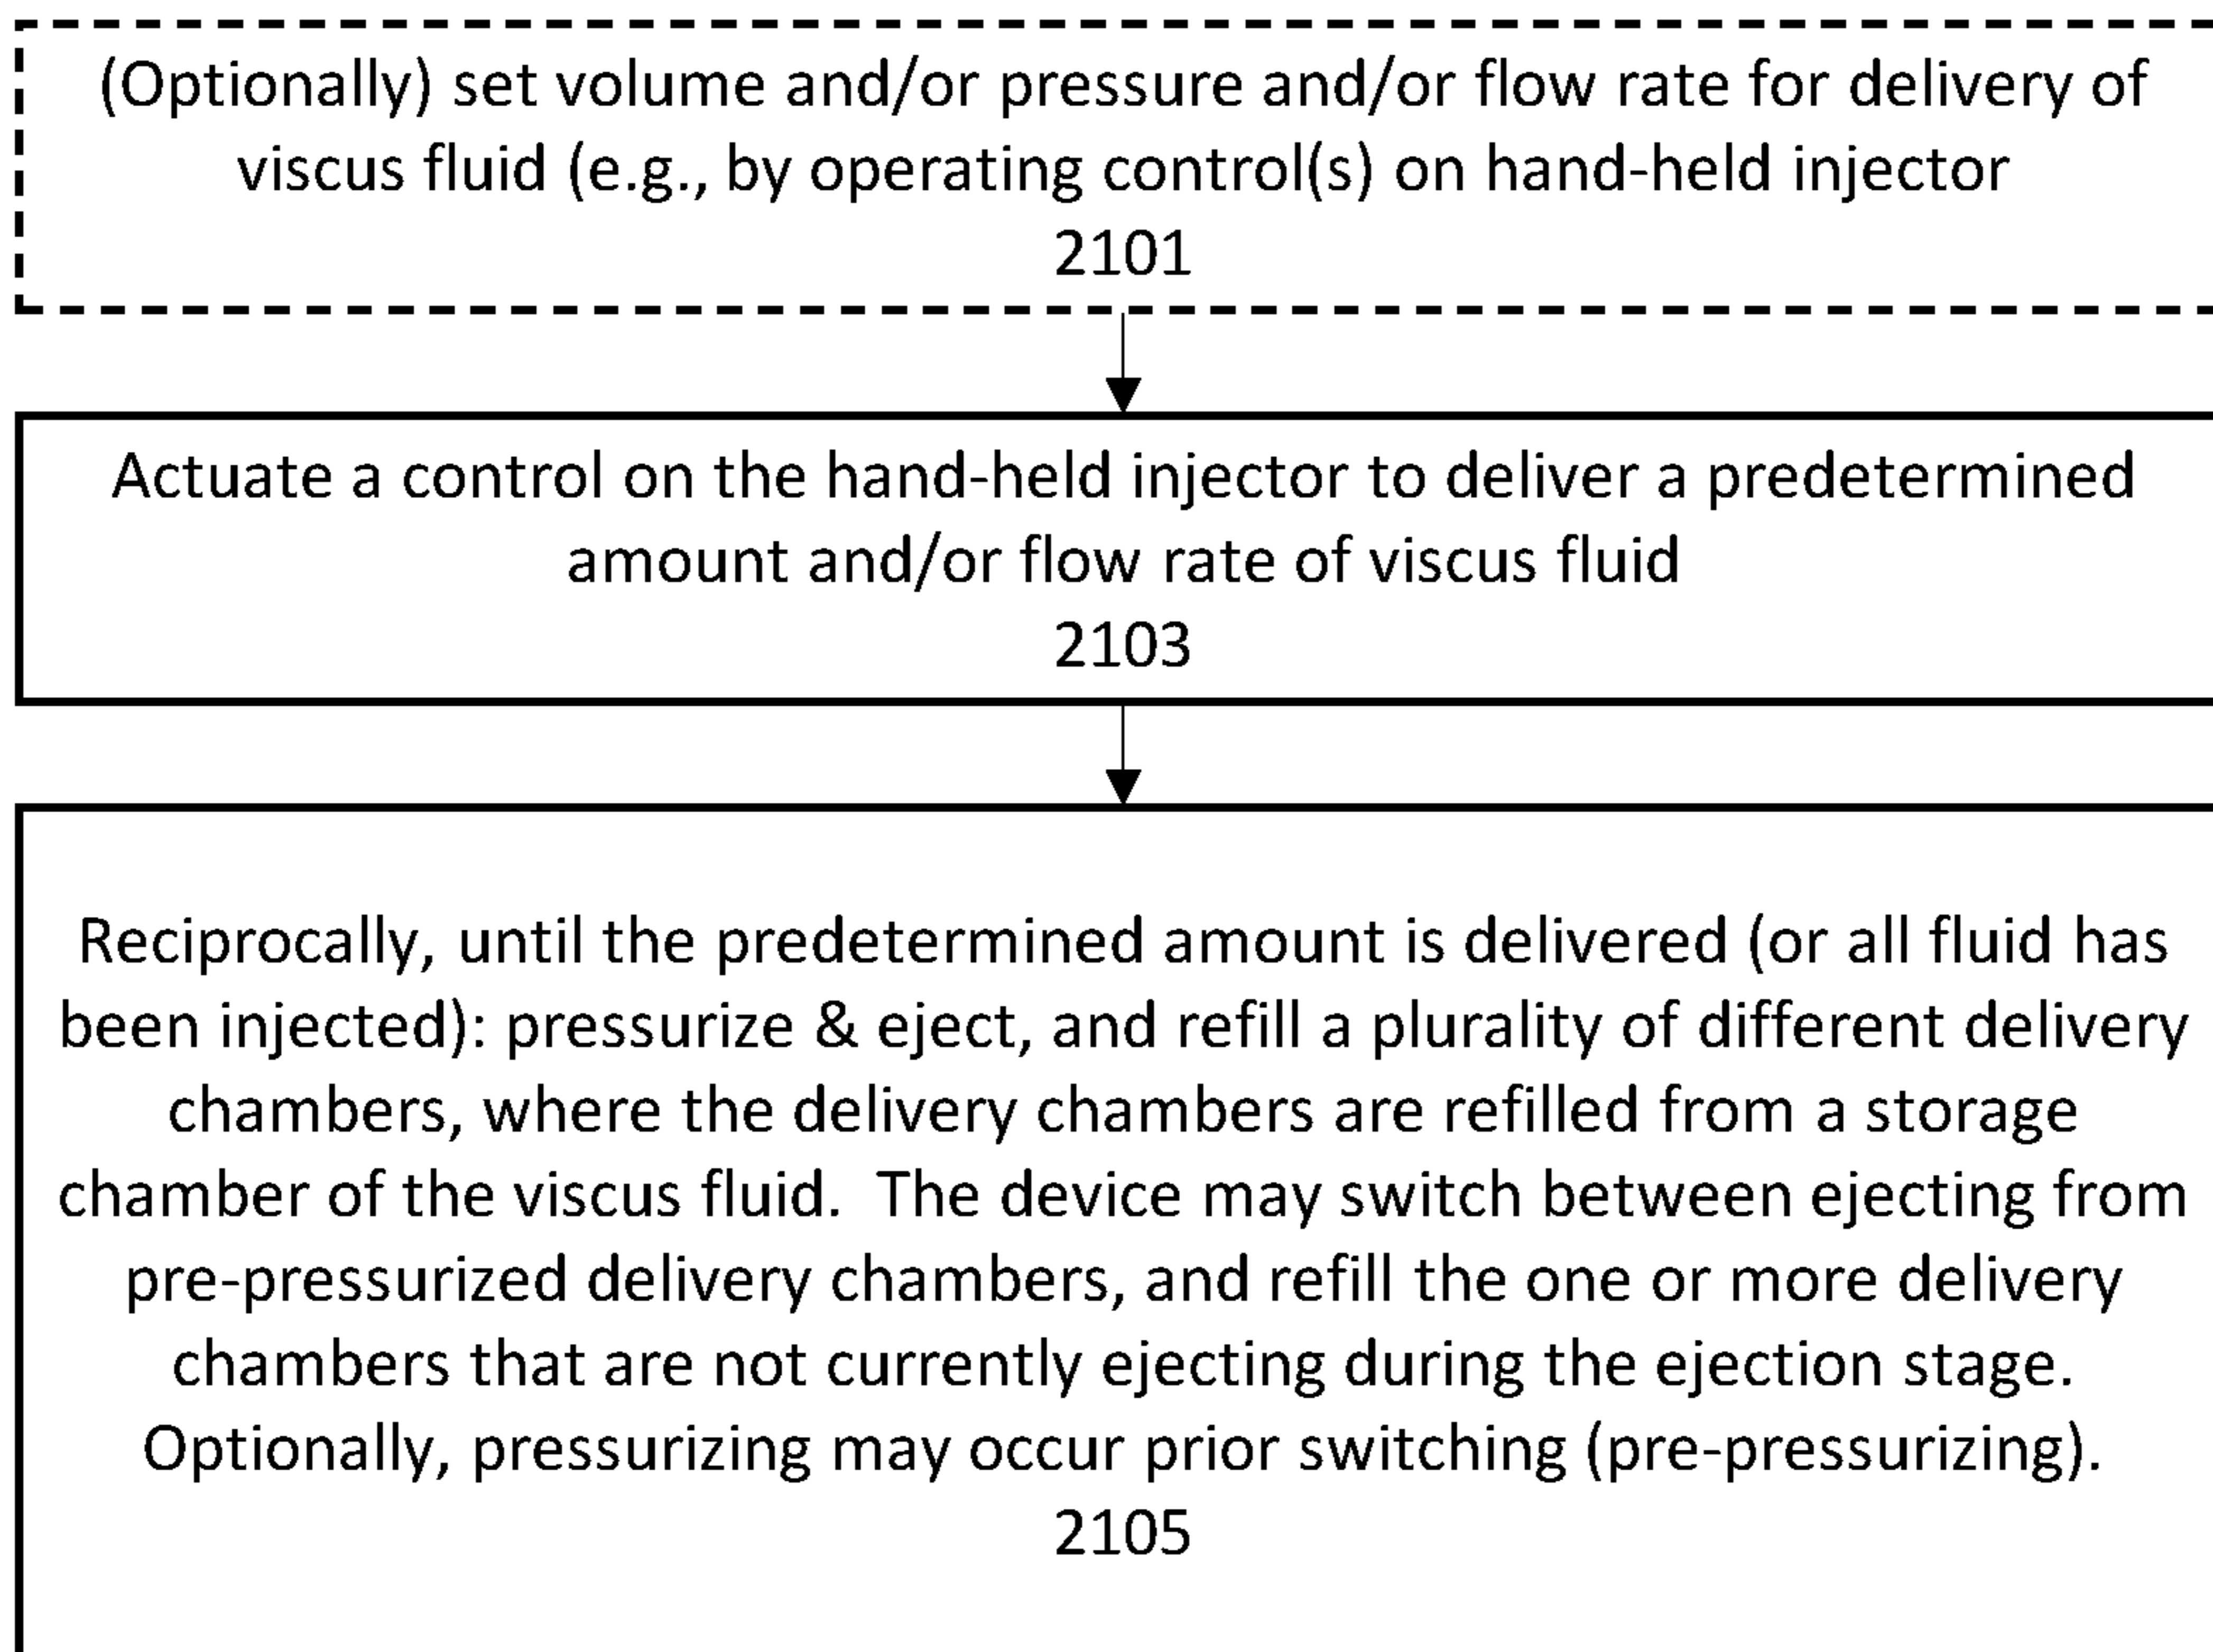 (Optionally) set volume and/or pressure and/or flow rate for delivery of
viscus fluid (e.g., by operating control(s) on hand-held injector
2101
Actuate a control on the hand-held injector to deliver a predetermined
amount and/or flow rate of viscus fluid
2103
Reciprocally, until the predetermined amount is delivered (or all fluid has
been injected): pressurize & eject, and refill a plurality of different delivery
chambers, where the delivery chambers are refilled from a storage
chamber of the viscus fluid.  The device may switch between ejecting from
pre-pressurized delivery chambers, and refill the one or more delivery
chambers that are not currently ejecting during the ejection stage.
Optionally, pressurizing may occur prior switching (pre-pressurizing).
2105